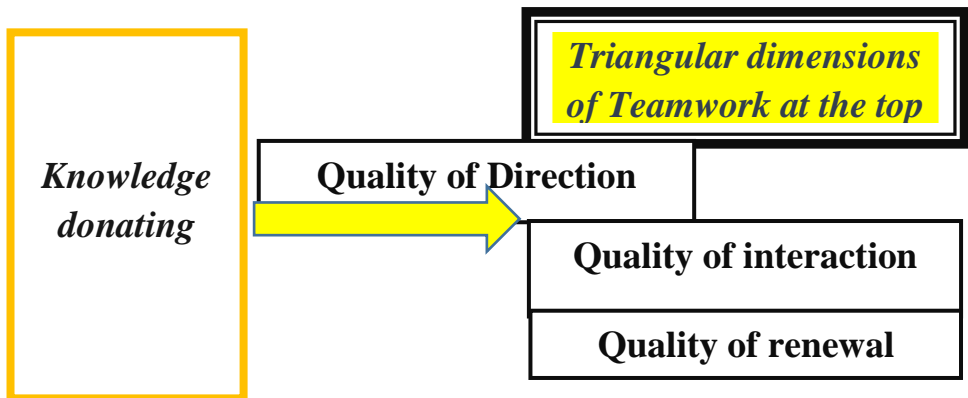 Triangular dimensions
of Teamwork at the top
Knowledge
donating
Quality of Direction
Quality of interaction
Quality of renewal